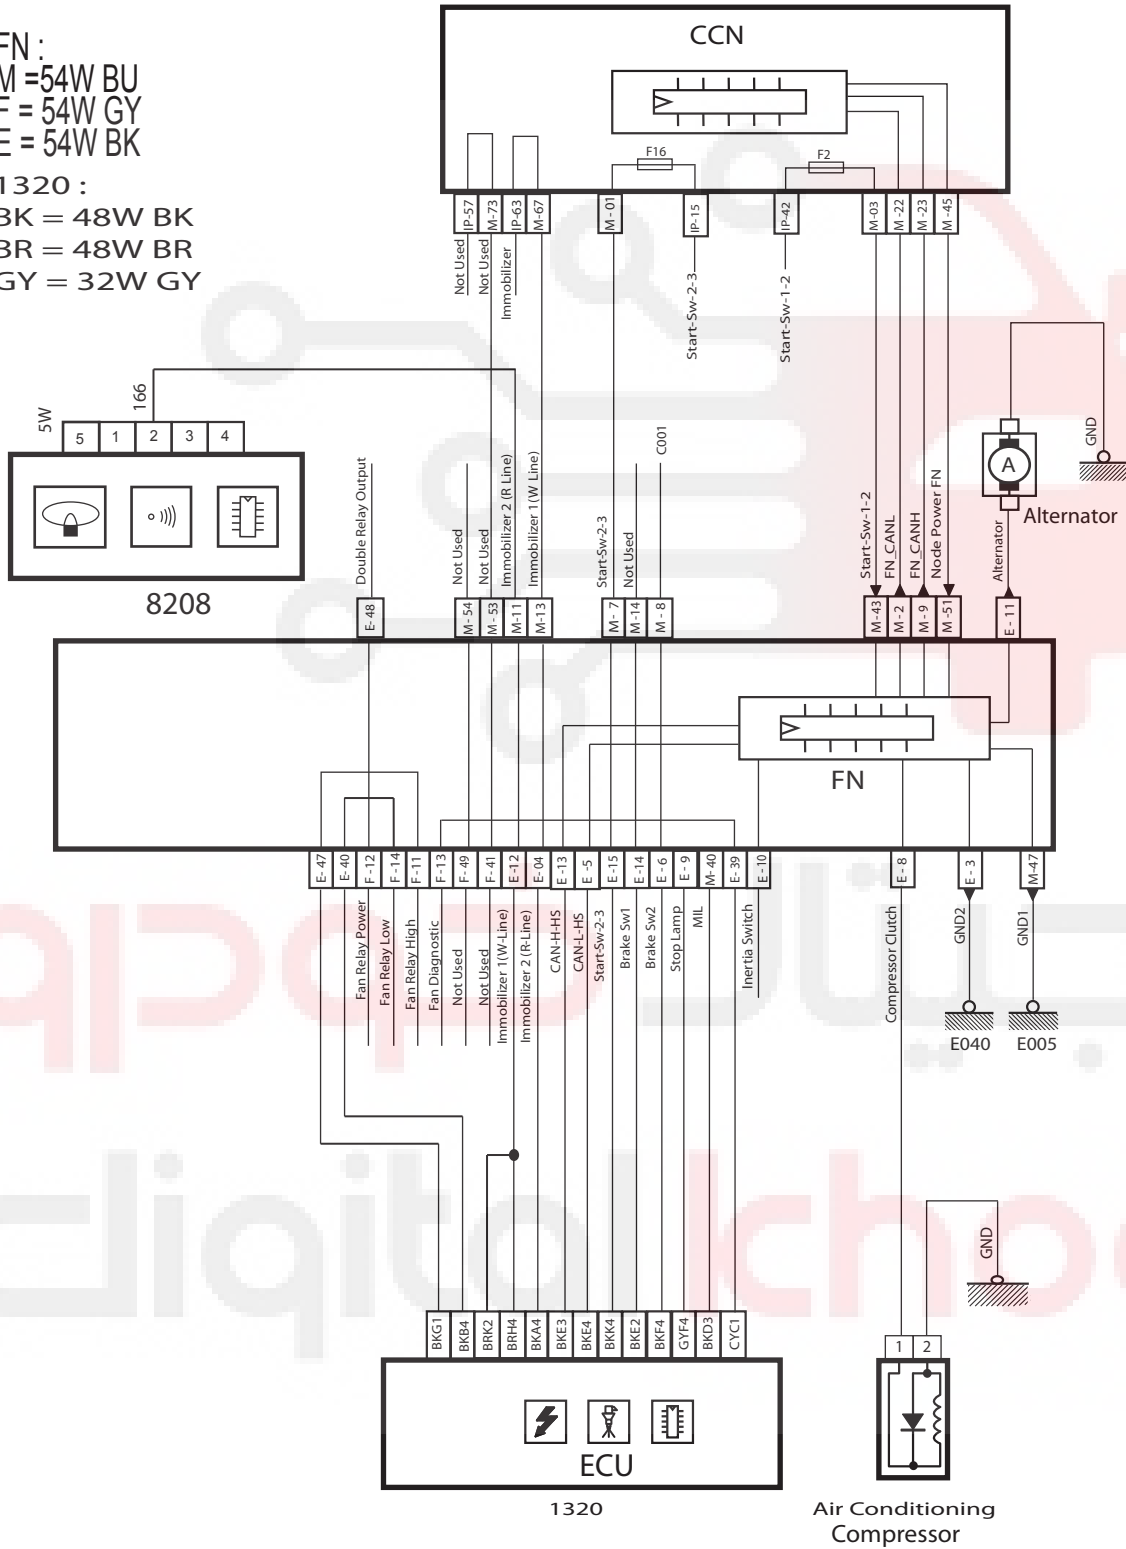 CCN
FN :
M =54W BU
F = 54W GY
E = 54W BK
1320 :
BK = 48W BK
BR = 48W BR
GY = 32W GY
F16
F2
IP-57
M-73
IP-63
M-67
M - 01
IP-15
IP-42
M -03
M -22
M -23
M -45
Not Used
Not Used
Immobilizer
Start-Sw-2-3
Start-Sw-1-2
5W
166
5
1
2
3
4
8208
Double Relay Output
Not Used
Not Used
Immobilizer 2 (R Line)
Immobilizer 1(W Line)
Start-Sw-2-3
Not Used
C001
Start-Sw-1-2
FN_CANL
FN_CANH
Node Power FN
Alternator
A
GND
Alternator
E- 48
M - 54
M - 53
M-11
M-13
M - 7
M -14
M - 8
M -43
M - 2
M - 9
M -51
E - 11
FN
E-47
E- 40
F -12
F -14
F -11
F -13
F- 49
F- 41
E -12
E-04
E -13
E - 5
E -15
E -14
E - 6
E - 9
M- 40
E- 39
E -10
E - 8
E - 3
M-47
Fan Relay Power
Fan Relay Low
Fan Relay High
Fan Diagnostic
Not Used
Not Used
Immobilizer 1(W-Line)
Immobilizer 2 (R-Line)
CAN-H-HS
CAN-L-HS
Start-Sw-2-3
Brake Sw1
Brake Sw2
Stop Lamp
MIL
Inertia Switch
Compressor Clutch
GND2
GND1
E040
E005
دیجیتال
digitalkho
GND
BKG1
BKB4
BRK2
BRH4
BKA4
BKE3
BKE4
BKK4
BKE2
BKF4
GYF4
BKD3
CYC1
1
2
ECU
1320
Air Conditioning
Compressor